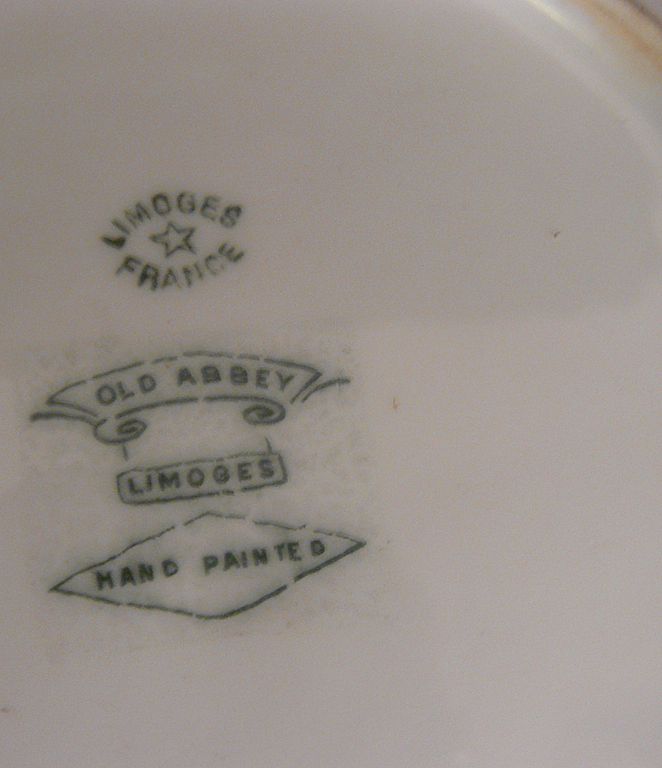 LIMOGES
FRANCE
OLD ABBEY
LIMOGES
HAND PAINTED